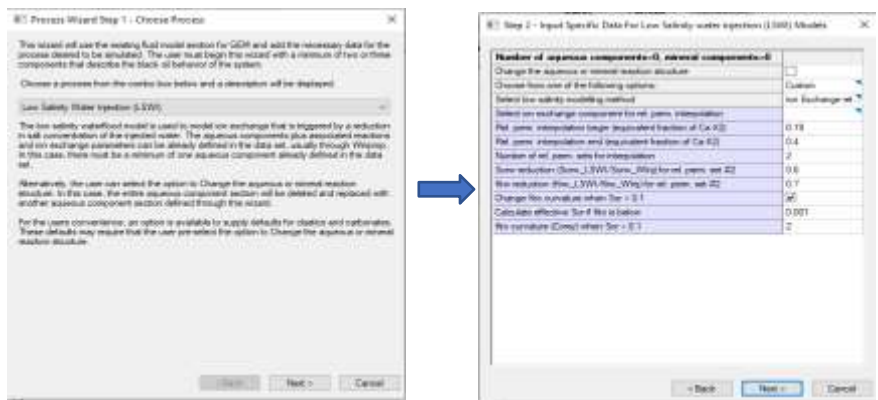 Process Wizard Step 1 - Choose Process
This wizard will use the existing fluid model section for GEM and add the necessary data for the
process desired to be simulated. The user must begin this wizard with a minimum of two or three
components that describe the black oil behavior of the system.
Choose a process from the combo box below and a description will be displayed.
Low Salinity Water Injection (LSWI)
The low salinity waterflood model is used to model ion exchange that is triggered by a reduction
in salt concentration of the injected water. The aqueous components plus associated reactions
and ion exchange parameters can be already defined in the data set, usually through Winprop.
In this case, there must be a minimum of one aqueous component already defined in the data
set.
Alternatively, the user can select the option to Change the aqueous or mineral reaction
structure. In this case, the entire aqueous component section will be deleted and replaced with
another aqueous component section defined through the wizard.
For the users convenience, an option is available to supply defaults for clastics and carbonates.
These defaults may require that the user pre-select the option to Change the aqueous or mineral
reaction structure.
< Back
Next >
Cancel
Step 2 - Input Specific Data For Low Salinity water injection (LSWI) Models
Number of aqueous components=0, mineral components=0
Change the aqueous or mineral reaction structure
Choose from one of the following options: Custom
Select low salinity modelling method Ion Exchange-rel
Select ion exchange component for rel. perm. interpolation
Rel. perm. interpolation begin (equivalent fraction of Ca-X2) 0.19
Rel. perm. interpolation end (equivalent fraction of Ca-X2) 0.4
Number of rel. perm. sets for interpolation 2
Sorw reduction (Sorw_LSWI/Sorw_Wtrg) for rel. perm. set #2 0.6
0.7
Change Kro curvature when Sor < 0.1
Calculate effective Sor if Kro is below 0.001
Kro curvature (Corey) when Sor < 0.1 2
< Back
Next >
Cancel